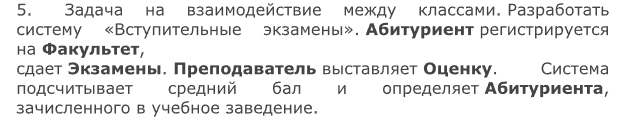 5. Задача на взаимодействие между классами. Разработать
систему «Вступительные экзамены». Абитуриент регистрируется
на Факультет,
сдает Экзамены. Преподаватель выставляет Оценку. Система
подсчитывает средний бал и определяет Абитуриента,
зачисленного в учебное заведение.